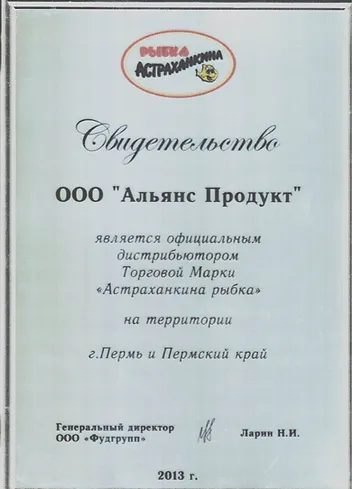 РЫБКА
АСТРАХАНКИНА
Свидетельство
ООО "Альянс Продукт"
является официальным
дистрибьютором
Торговой Марки
«Астраханкина рыбка»
на территории
г.Пермь и Пермский край
Генеральный директор
ООО «Фудгрупп»
Ларин Н.И.
2013 г.